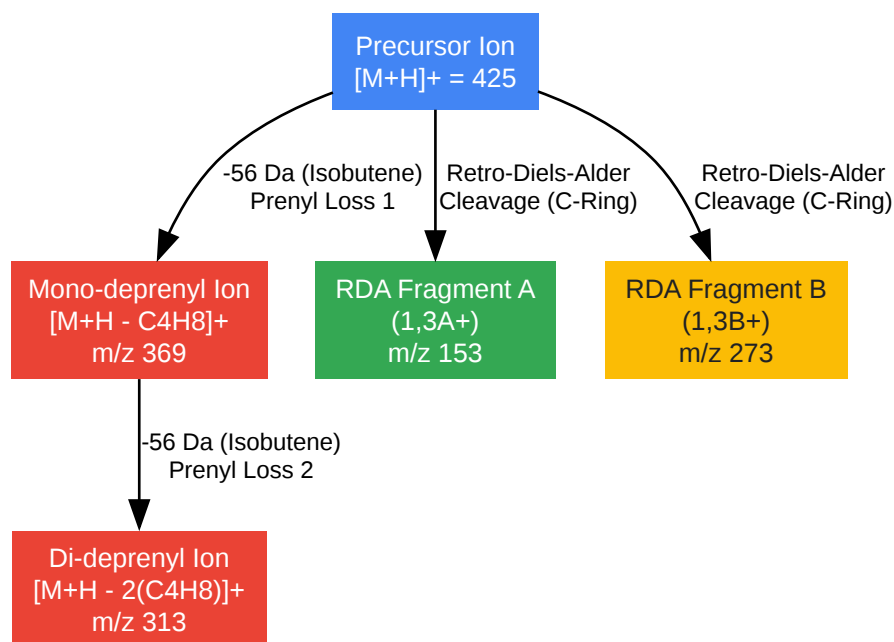 Precursor Ion
[M+H]+ = 425
-56 Da (Isobutene)
Prenyl Loss 1
Retro-Diels-Alder
Cleavage (C-Ring)
Retro-Diels-Alder
Cleavage (C-Ring)
Mono-deprenyl Ion
[M+H - C4H8]+
m/z 369
RDA Fragment A
(1,3A+)
m/z 153
RDA Fragment B
(1,3B+)
m/z 273
-56 Da (Isobutene)
Prenyl Loss 2
Di-deprenyl Ion
[M+H - 2(C4H8)]+
m/z 313